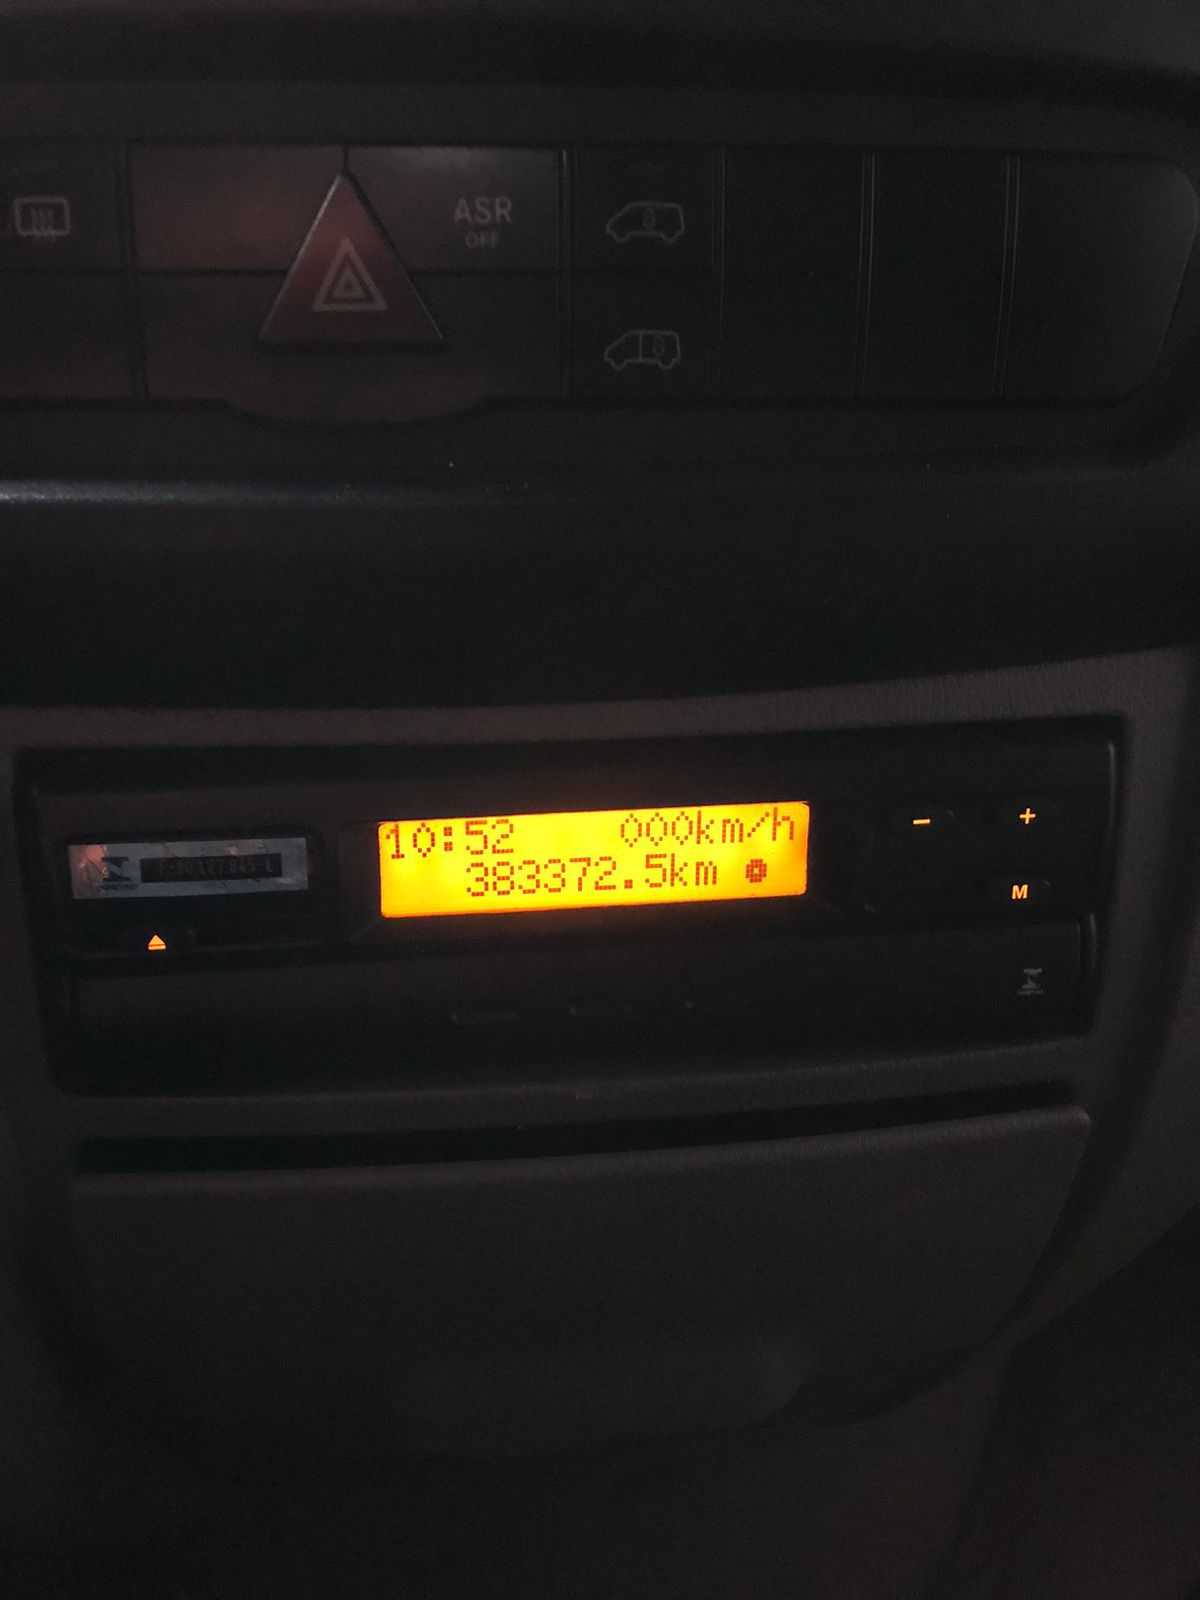 ASR
OFF
10:52 000km/h
383372.5km
- +
M